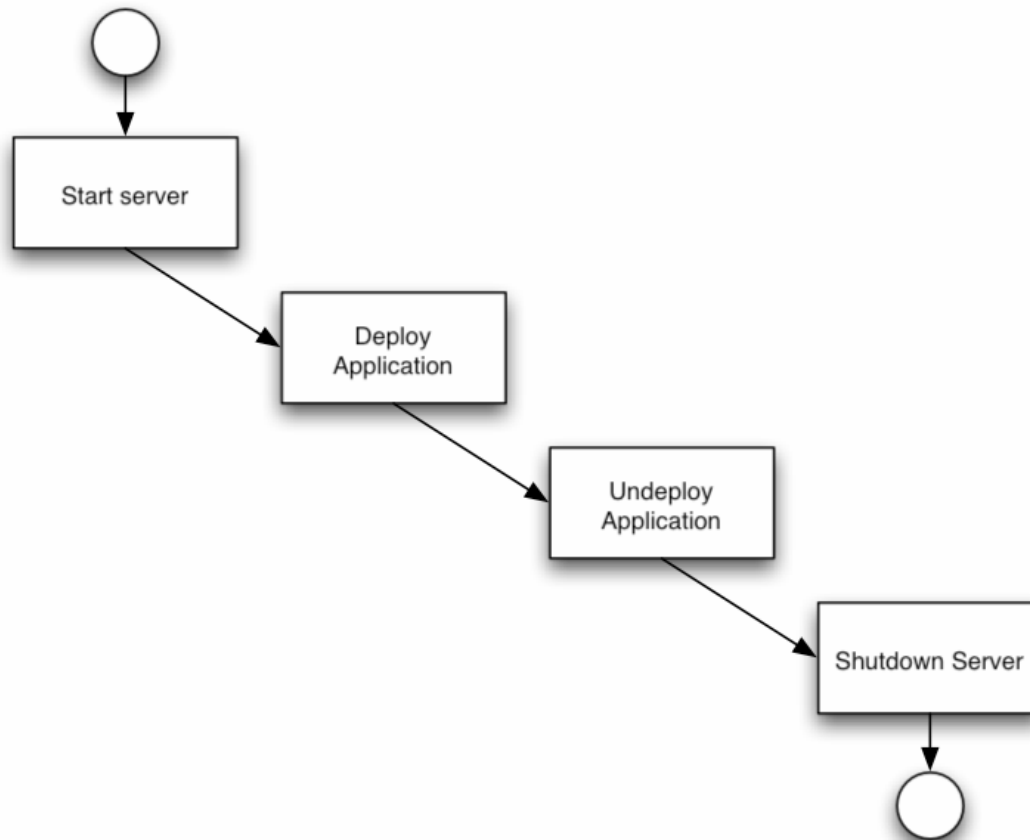 Start server
Deploy
Application
Undeploy
Application
Shutdown Server